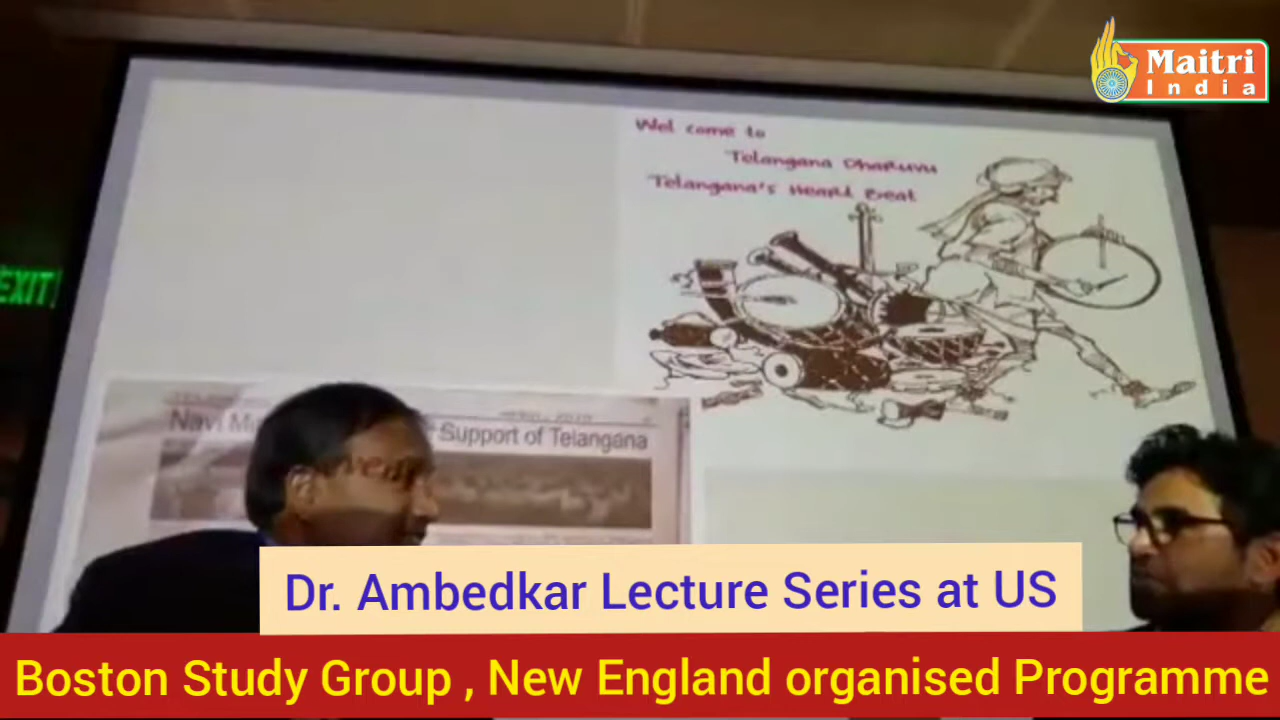 Maitri
India
Wel come to
Telangana Dharuvu
Telangana's Heart Beat
EXIT
Navi
Support of Telangana
Dr. Ambedkar Lecture Series at US
Boston Study Group , New England organised Programme